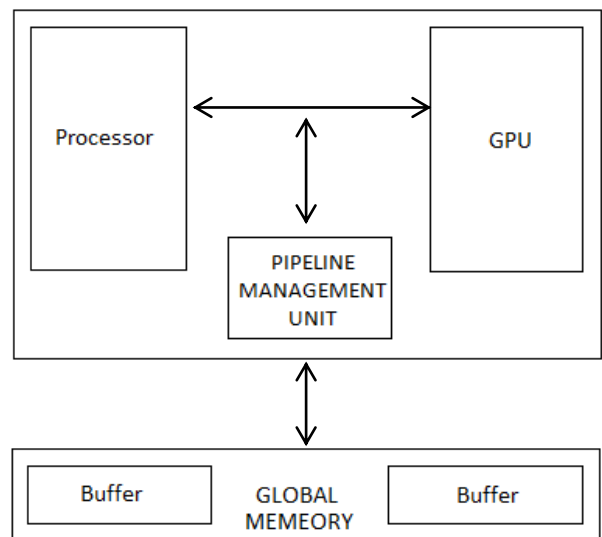 Processor
GPU
PIPELINE
MANAGEMENT
UNIT
Buffer
GLOBAL
MEMEORY
Buffer